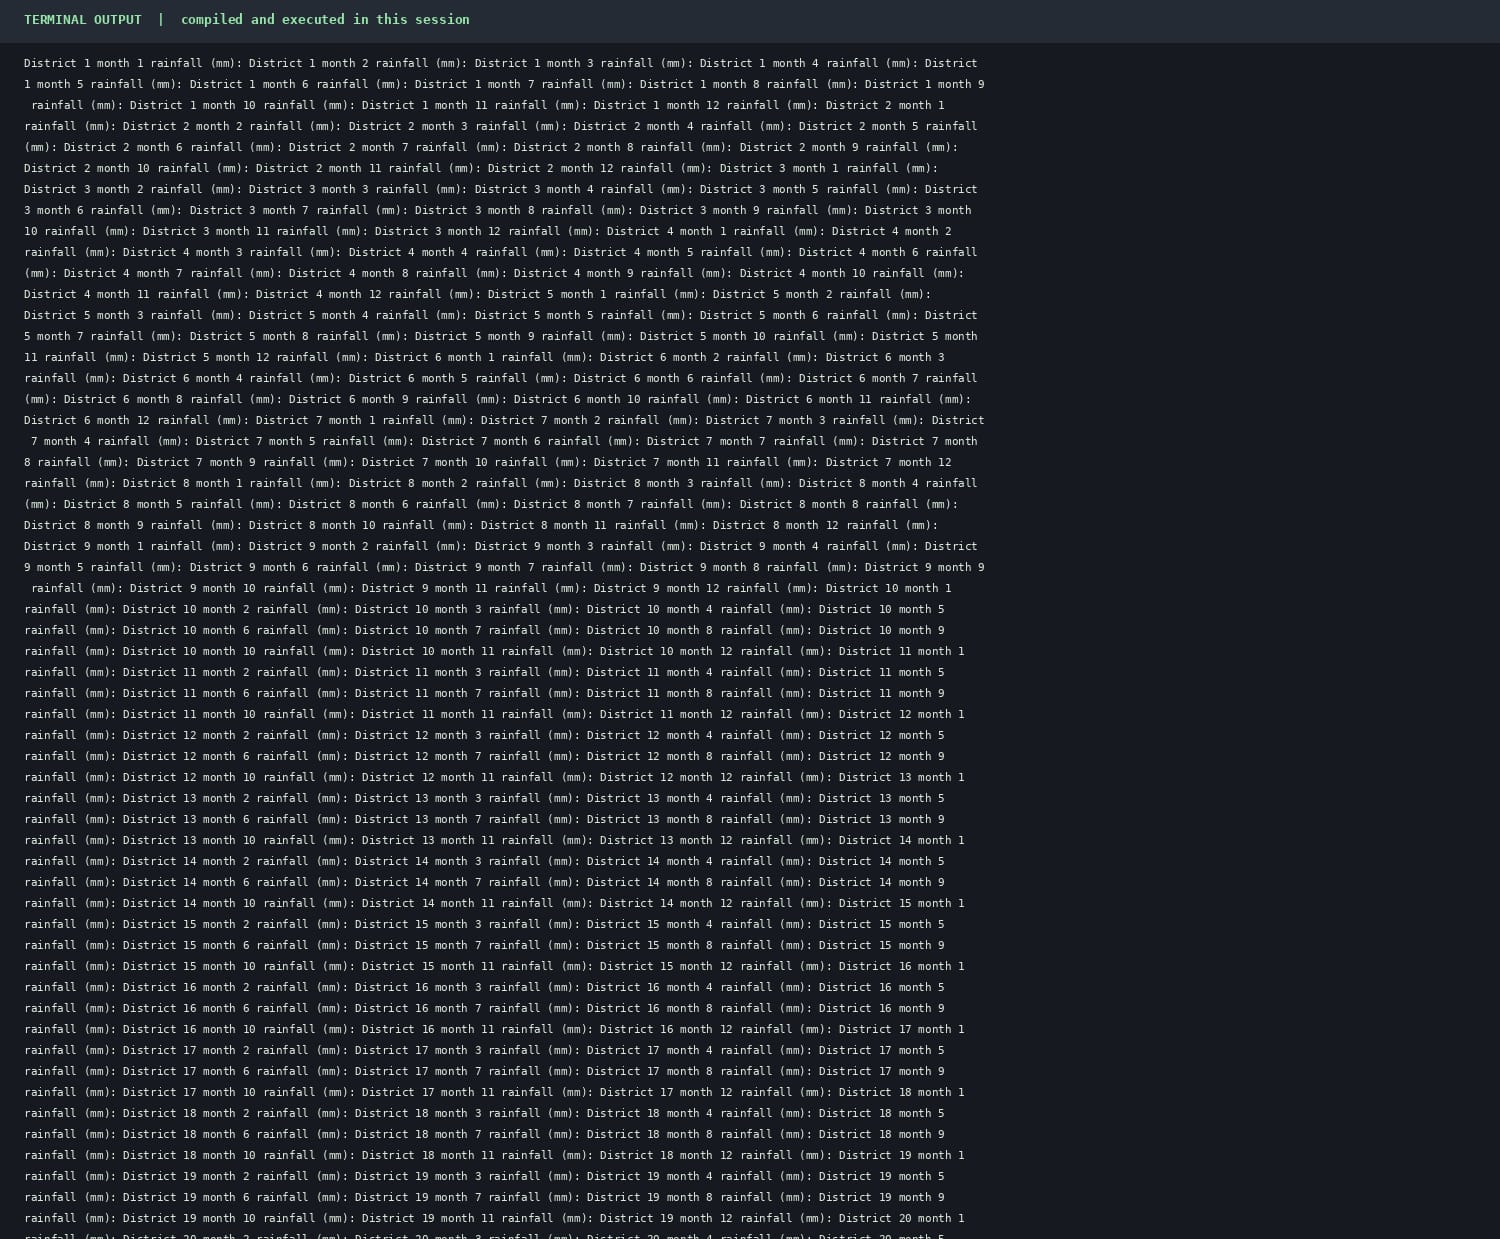 TERMINAL OUTPUT | compiled and executed in this session
District 1 month 1 rainfall (mm): District 1 month 2 rainfall (mm): District 1 month 3 rainfall (mm): District 1 month 4 rainfall (mm): District
1 month 5 rainfall (mm): District 1 month 6 rainfall (mm): District 1 month 7 rainfall (mm): District 1 month 8 rainfall (mm): District 1 month 9
rainfall (mm): District 1 month 10 rainfall (mm): District 1 month 11 rainfall (mm): District 1 month 12 rainfall (mm): District 2 month 1
rainfall (mm): District 2 month 2 rainfall (mm): District 2 month 3 rainfall (mm): District 2 month 4 rainfall (mm): District 2 month 5 rainfall
(mm): District 2 month 6 rainfall (mm): District 2 month 7 rainfall (mm): District 2 month 8 rainfall (mm): District 2 month 9 rainfall (mm):
District 2 month 10 rainfall (mm): District 2 month 11 rainfall (mm): District 2 month 12 rainfall (mm): District 3 month 1 rainfall (mm):
District 3 month 2 rainfall (mm): District 3 month 3 rainfall (mm): District 3 month 4 rainfall (mm): District 3 month 5 rainfall (mm): District
3 month 6 rainfall (mm): District 3 month 7 rainfall (mm): District 3 month 8 rainfall (mm): District 3 month 9 rainfall (mm): District 3 month
10 rainfall (mm): District 3 month 11 rainfall (mm): District 3 month 12 rainfall (mm): District 4 month 1 rainfall (mm): District 4 month 2
rainfall (mm): District 4 month 3 rainfall (mm): District 4 month 4 rainfall (mm): District 4 month 5 rainfall (mm): District 4 month 6 rainfall
(mm): District 4 month 7 rainfall (mm): District 4 month 8 rainfall (mm): District 4 month 9 rainfall (mm): District 4 month 10 rainfall (mm):
District 4 month 11 rainfall (mm): District 4 month 12 rainfall (mm): District 5 month 1 rainfall (mm): District 5 month 2 rainfall (mm):
District 5 month 3 rainfall (mm): District 5 month 4 rainfall (mm): District 5 month 5 rainfall (mm): District 5 month 6 rainfall (mm): District
5 month 7 rainfall (mm): District 5 month 8 rainfall (mm): District 5 month 9 rainfall (mm): District 5 month 10 rainfall (mm): District 5 month
11 rainfall (mm): District 5 month 12 rainfall (mm): District 6 month 1 rainfall (mm): District 6 month 2 rainfall (mm): District 6 month 3
rainfall (mm): District 6 month 4 rainfall (mm): District 6 month 5 rainfall (mm): District 6 month 6 rainfall (mm): District 6 month 7 rainfall
(mm): District 6 month 8 rainfall (mm): District 6 month 9 rainfall (mm): District 6 month 10 rainfall (mm): District 6 month 11 rainfall (mm):
District 6 month 12 rainfall (mm): District 7 month 1 rainfall (mm): District 7 month 2 rainfall (mm): District 7 month 3 rainfall (mm): District
7 month 4 rainfall (mm): District 7 month 5 rainfall (mm): District 7 month 6 rainfall (mm): District 7 month 7 rainfall (mm): District 7 month
8 rainfall (mm): District 7 month 9 rainfall (mm): District 7 month 10 rainfall (mm): District 7 month 11 rainfall (mm): District 7 month 12
rainfall (mm): District 8 month 1 rainfall (mm): District 8 month 2 rainfall (mm): District 8 month 3 rainfall (mm): District 8 month 4 rainfall
(mm): District 8 month 5 rainfall (mm): District 8 month 6 rainfall (mm): District 8 month 7 rainfall (mm): District 8 month 8 rainfall (mm):
District 8 month 9 rainfall (mm): District 8 month 10 rainfall (mm): District 8 month 11 rainfall (mm): District 8 month 12 rainfall (mm):
District 9 month 1 rainfall (mm): District 9 month 2 rainfall (mm): District 9 month 3 rainfall (mm): District 9 month 4 rainfall (mm): District
9 month 5 rainfall (mm): District 9 month 6 rainfall (mm): District 9 month 7 rainfall (mm): District 9 month 8 rainfall (mm): District 9 month 9
rainfall (mm): District 9 month 10 rainfall (mm): District 9 month 11 rainfall (mm): District 9 month 12 rainfall (mm): District 10 month 1
rainfall (mm): District 10 month 2 rainfall (mm): District 10 month 3 rainfall (mm): District 10 month 4 rainfall (mm): District 10 month 5
rainfall (mm): District 10 month 6 rainfall (mm): District 10 month 7 rainfall (mm): District 10 month 8 rainfall (mm): District 10 month 9
rainfall (mm): District 10 month 10 rainfall (mm): District 10 month 11 rainfall (mm): District 10 month 12 rainfall (mm): District 11 month 1
rainfall (mm): District 11 month 2 rainfall (mm): District 11 month 3 rainfall (mm): District 11 month 4 rainfall (mm): District 11 month 5
rainfall (mm): District 11 month 6 rainfall (mm): District 11 month 7 rainfall (mm): District 11 month 8 rainfall (mm): District 11 month 9
rainfall (mm): District 11 month 10 rainfall (mm): District 11 month 11 rainfall (mm): District 11 month 12 rainfall (mm): District 12 month 1
rainfall (mm): District 12 month 2 rainfall (mm): District 12 month 3 rainfall (mm): District 12 month 4 rainfall (mm): District 12 month 5
rainfall (mm): District 12 month 6 rainfall (mm): District 12 month 7 rainfall (mm): District 12 month 8 rainfall (mm): District 12 month 9
rainfall (mm): District 12 month 10 rainfall (mm): District 12 month 11 rainfall (mm): District 12 month 12 rainfall (mm): District 13 month 1
rainfall (mm): District 13 month 2 rainfall (mm): District 13 month 3 rainfall (mm): District 13 month 4 rainfall (mm): District 13 month 5
rainfall (mm): District 13 month 6 rainfall (mm): District 13 month 7 rainfall (mm): District 13 month 8 rainfall (mm): District 13 month 9
rainfall (mm): District 13 month 10 rainfall (mm): District 13 month 11 rainfall (mm): District 13 month 12 rainfall (mm): District 14 month 1
rainfall (mm): District 14 month 2 rainfall (mm): District 14 month 3 rainfall (mm): District 14 month 4 rainfall (mm): District 14 month 5
rainfall (mm): District 14 month 6 rainfall (mm): District 14 month 7 rainfall (mm): District 14 month 8 rainfall (mm): District 14 month 9
rainfall (mm): District 14 month 10 rainfall (mm): District 14 month 11 rainfall (mm): District 14 month 12 rainfall (mm): District 15 month 1
rainfall (mm): District 15 month 2 rainfall (mm): District 15 month 3 rainfall (mm): District 15 month 4 rainfall (mm): District 15 month 5
rainfall (mm): District 15 month 6 rainfall (mm): District 15 month 7 rainfall (mm): District 15 month 8 rainfall (mm): District 15 month 9
rainfall (mm): District 15 month 10 rainfall (mm): District 15 month 11 rainfall (mm): District 15 month 12 rainfall (mm): District 16 month 1
rainfall (mm): District 16 month 2 rainfall (mm): District 16 month 3 rainfall (mm): District 16 month 4 rainfall (mm): District 16 month 5
rainfall (mm): District 16 month 6 rainfall (mm): District 16 month 7 rainfall (mm): District 16 month 8 rainfall (mm): District 16 month 9
rainfall (mm): District 16 month 10 rainfall (mm): District 16 month 11 rainfall (mm): District 16 month 12 rainfall (mm): District 17 month 1
rainfall (mm): District 17 month 2 rainfall (mm): District 17 month 3 rainfall (mm): District 17 month 4 rainfall (mm): District 17 month 5
rainfall (mm): District 17 month 6 rainfall (mm): District 17 month 7 rainfall (mm): District 17 month 8 rainfall (mm): District 17 month 9
rainfall (mm): District 17 month 10 rainfall (mm): District 17 month 11 rainfall (mm): District 17 month 12 rainfall (mm): District 18 month 1
rainfall (mm): District 18 month 2 rainfall (mm): District 18 month 3 rainfall (mm): District 18 month 4 rainfall (mm): District 18 month 5
rainfall (mm): District 18 month 6 rainfall (mm): District 18 month 7 rainfall (mm): District 18 month 8 rainfall (mm): District 18 month 9
rainfall (mm): District 18 month 10 rainfall (mm): District 18 month 11 rainfall (mm): District 18 month 12 rainfall (mm): District 19 month 1
rainfall (mm): District 19 month 2 rainfall (mm): District 19 month 3 rainfall (mm): District 19 month 4 rainfall (mm): District 19 month 5
rainfall (mm): District 19 month 6 rainfall (mm): District 19 month 7 rainfall (mm): District 19 month 8 rainfall (mm): District 19 month 9
rainfall (mm): District 19 month 10 rainfall (mm): District 19 month 11 rainfall (mm): District 19 month 12 rainfall (mm): District 20 month 1